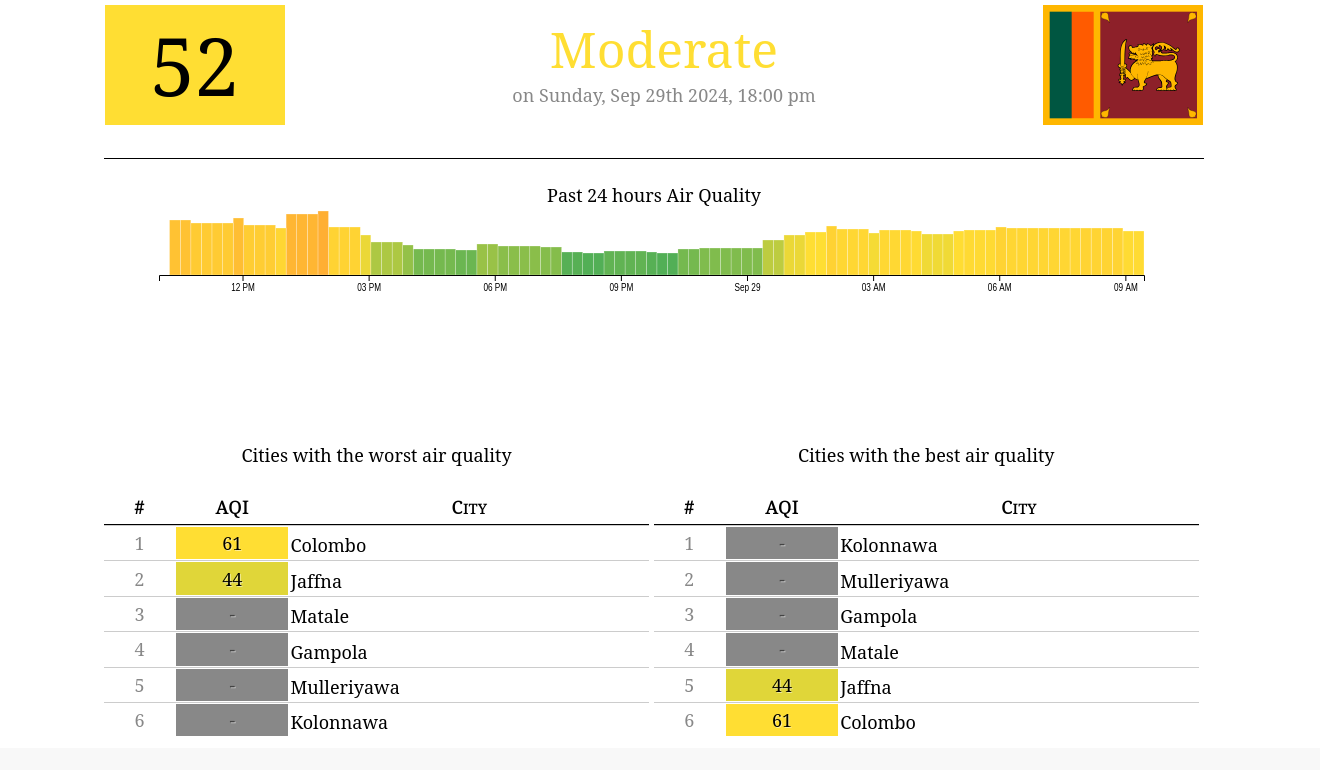 52
Moderate
on Sunday, Sep 29th 2024, 18:00 pm
Past 24 hours Air Quality
12 PM 03 PM 06 PM 09 PM Sep 29 03 AM 06 AM 09 AM
Cities with the worst air quality
# AQI City
1 61 Colombo
2 44 Jaffna
3 - Matale
4 - Gampola
5 - Mulleriyawa
6 - Kolonnawa
Cities with the best air quality
# AQI City
1 - Kolonnawa
2 - Mulleriyawa
3 - Gampola
4 - Matale
5 44 Jaffna
6 61 Colombo